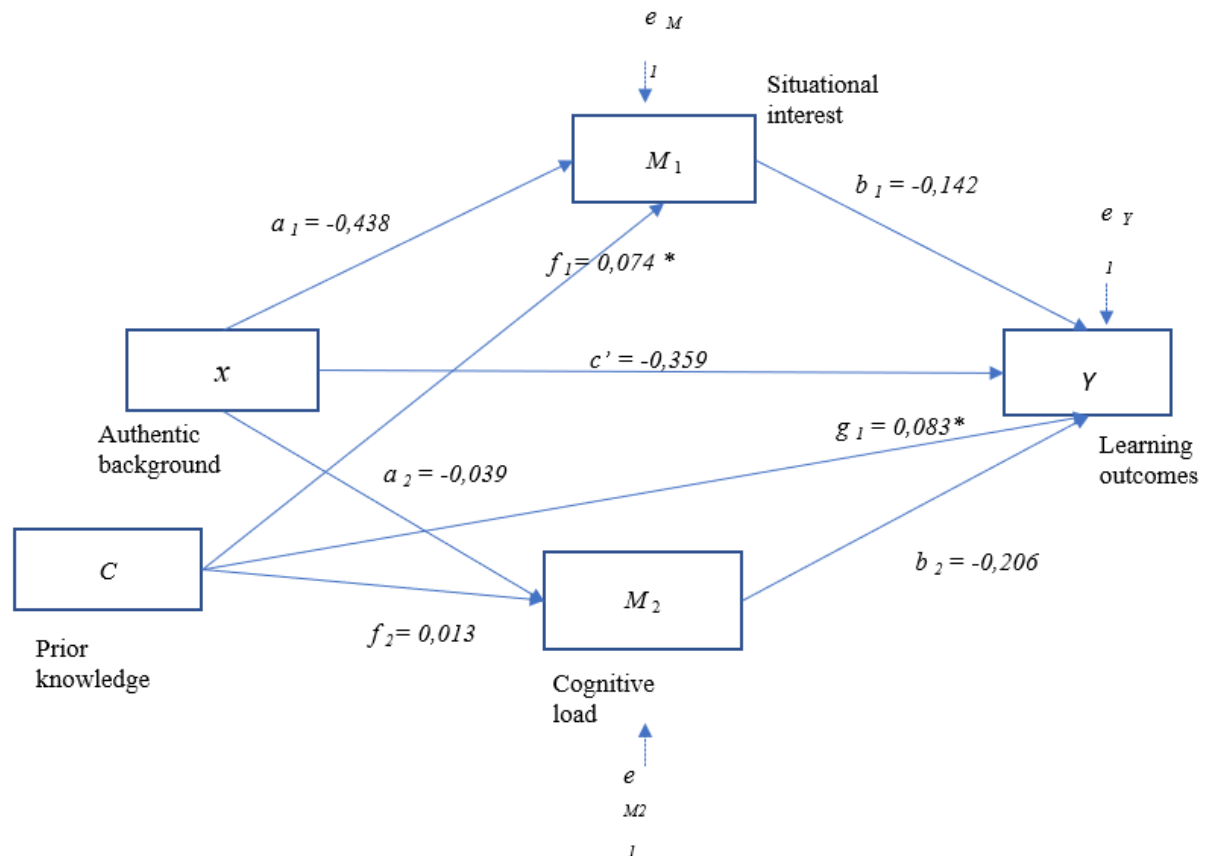 e M
1
Situational
interest
M 1
b 1 = -0,142
e Y
1
a 1 = -0,438
f 1= 0,074 *
x
c’ = -0,359
Y
Authentic
background
g 1 = 0,083*
Learning
outcomes
a 2 = -0,039
C
M 2
b 2 = -0,206
f 2= 0,013
Prior
knowledge
Cognitive
load
e
M2
1